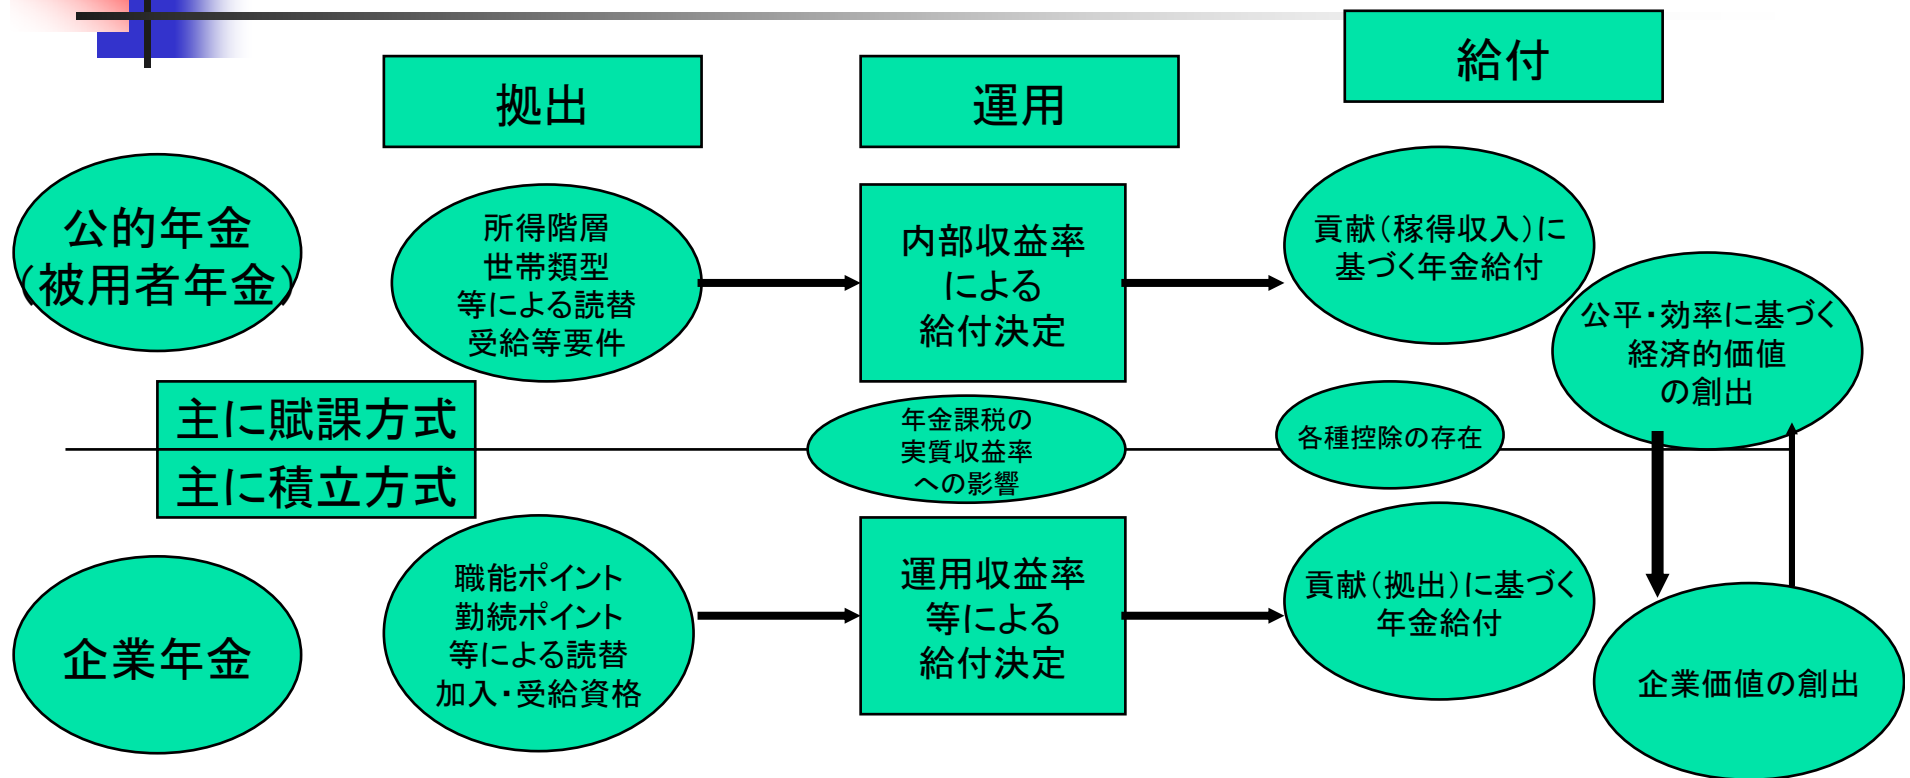 拠出
運用
給付
公的年金
(被用者年金)
所得階層
世帯類型
等による読替
受給等要件
内部収益率
による
給付決定
貢献(稼得収入)に
基づく年金給付
公平・効率に基づく
経済的価値
の創出
主に賦課方式
主に積立方式
年金課税の
実質収益率
への影響
各種控除の存在
企業年金
職能ポイント
勤続ポイント
等による読替
加入・受給資格
運用収益率
等による
給付決定
貢献(拠出)に基づく
年金給付
企業価値の創出